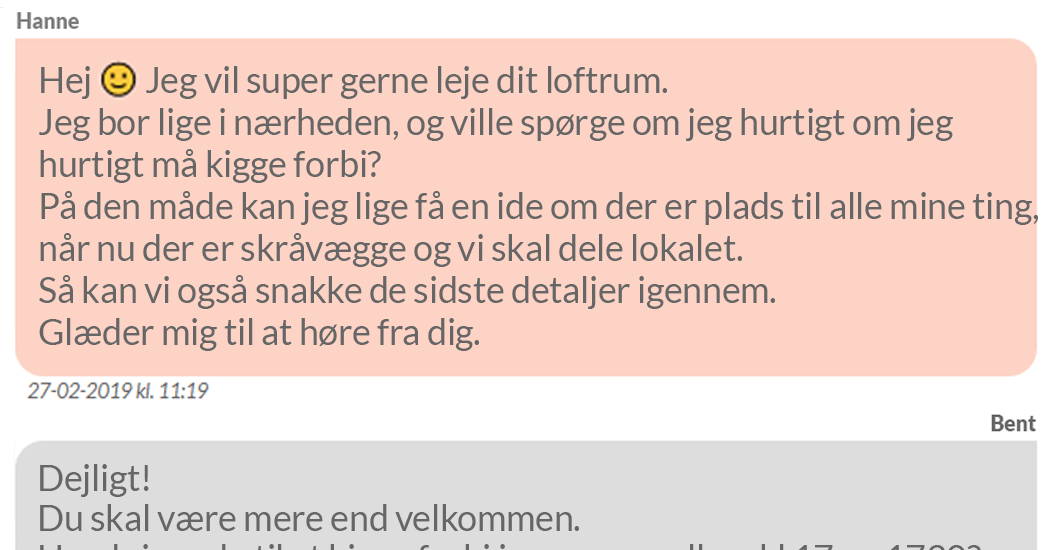 Hanne
Hej 🙂 Jeg vil super gerne leje dit loftrum.
Jeg bor lige i nærheden, og ville spørge om jeg hurtigt om jeg
hurtigt må kigge forbi?
På den måde kan jeg lige få en ide om der er plads til alle mine ting,
når nu der er skråvægge og vi skal dele lokalet.
Så kan vi også snakke de sidste detaljer igennem.
Glæder mig til at høre fra dig.
27-02-2019 kl. 11:19
Bent
Dejligt!
Du skal være mere end velkommen.